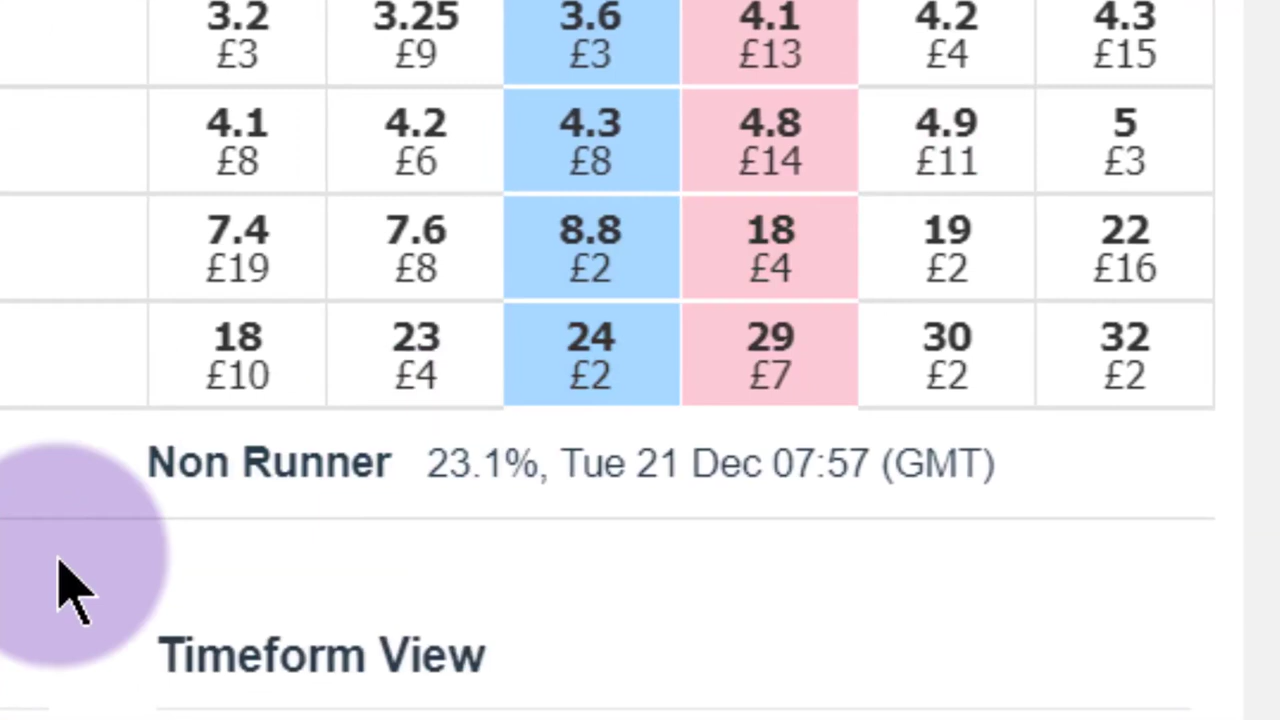 3.2 3.25 3.6 4.1 4.2 4.3
£3 £9 £3 £13 £4 £15
4.1 4.2 4.3 4.8 4.9 5
£8 £6 £8 £14 £11 £3
7.4 7.6 8.8 18 19 22
£19 £8 £2 £4 £2 £16
18 23 24 29 30 32
£10 £4 £2 £7 £2 £2
Non Runner 23.1%, Tue 21 Dec 07:57 (GMT)
Timeform View